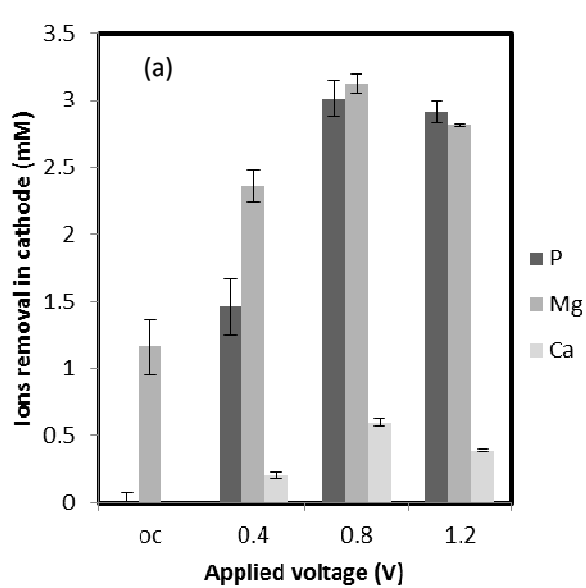 3.5
(a)
3
2.5
2
1.5
1
0.5
0
Ions removal in cathode (mM)
P
Mg
Ca
oc 0.4 0.8 1.2
Applied voltage (V)